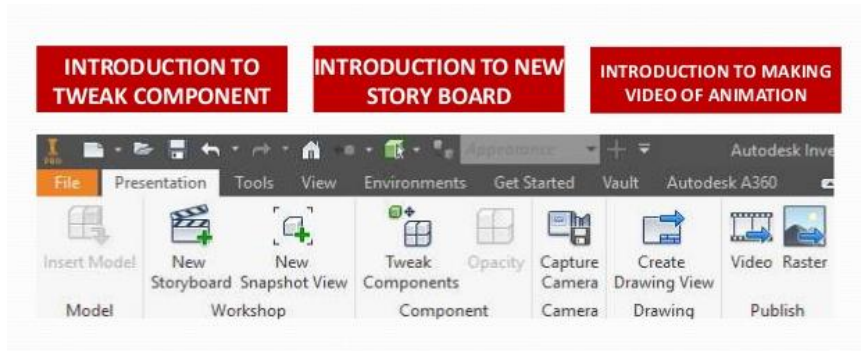 INTRODUCTION TO
TWEAK COMPONENT
INTRODUCTION TO NEW
STORY BOARD
INTRODUCTION TO MAKING
VIDEO OF ANIMATION
PRO
Appearance
Autodesk Inve
File Presentation Tools View Environments Get Started Vault Autodesk A360
Insert Model New Storyboard New Snapshot View Tweak Components Opacity Capture Camera Create Drawing View Video Raster
Model Workshop Component Camera Drawing Publish